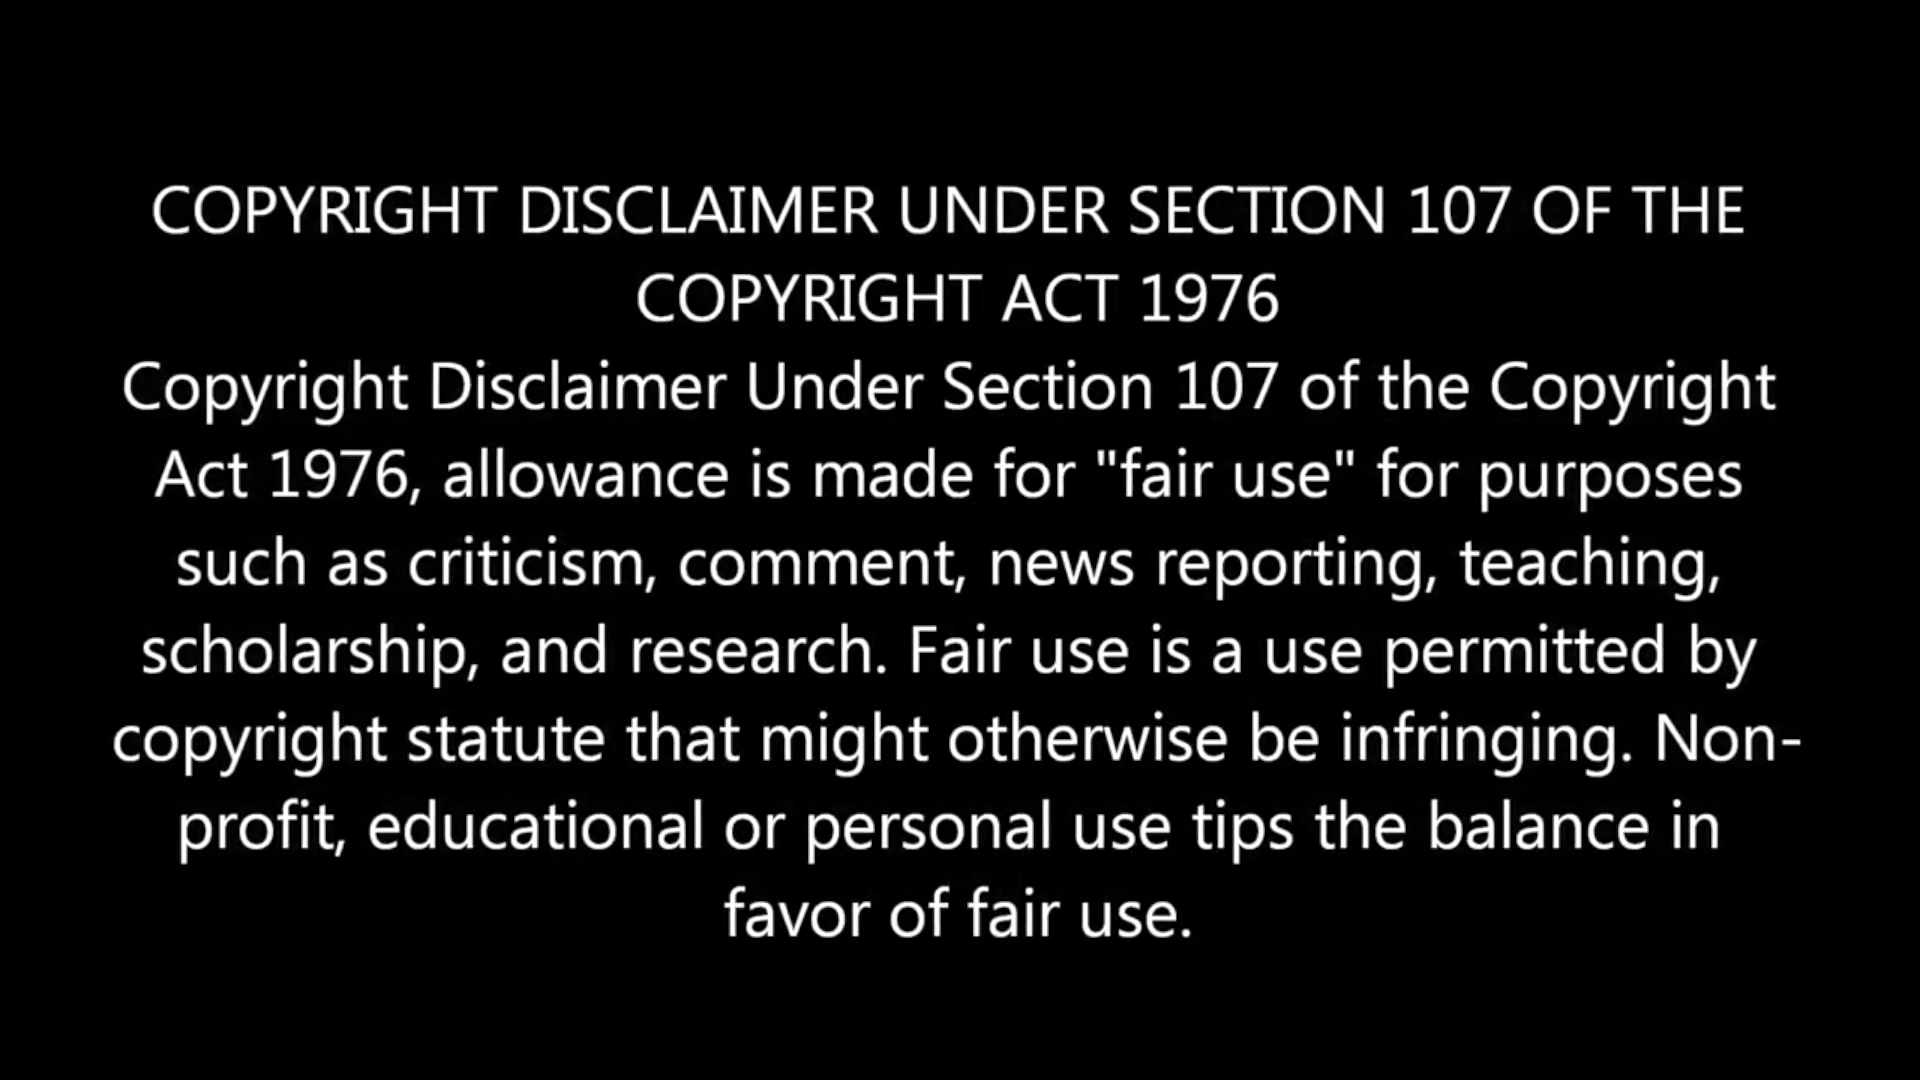 COPYRIGHT DISCLAIMER UNDER SECTION 107 OF THE
COPYRIGHT ACT 1976
Copyright Disclaimer Under Section 107 of the Copyright
Act 1976, allowance is made for "fair use" for purposes
such as criticism, comment, news reporting, teaching,
scholarship, and research. Fair use is a use permitted by
copyright statute that might otherwise be infringing. Non-
profit, educational or personal use tips the balance in
favor of fair use.